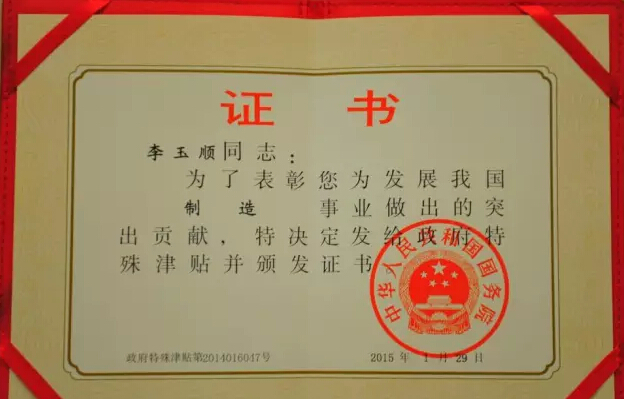 证书
李玉顺同志：
为了表彰您为发展我国
制造 事业做出的突
出贡献，特决定发给政府特
殊津贴并颁发证书
中华人民共和国国务院
政府特殊津贴第2014016047号
2015年1月29日